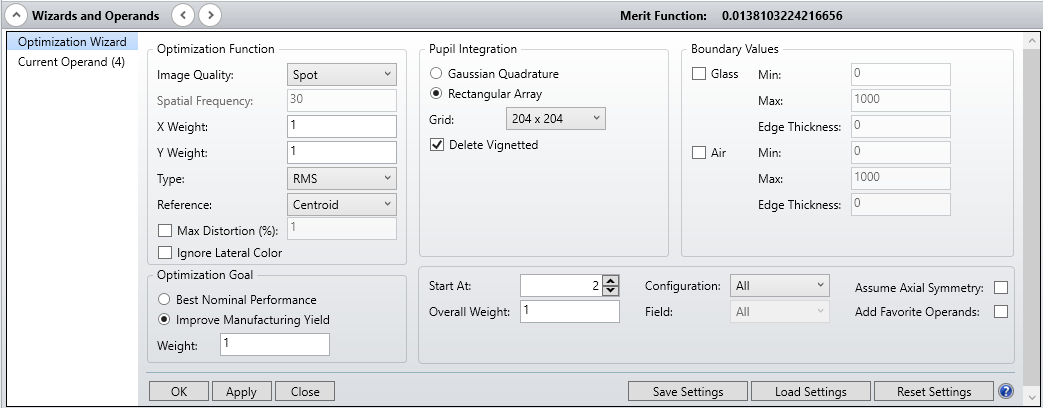 Wizards and Operands
Merit Function: 0.0138103224216656
Optimization Wizard
Current Operand (4)
Optimization Function
Image Quality: Spot
Spatial Frequency: 30
X Weight: 1
Y Weight: 1
Type: RMS
Reference: Centroid
Max Distortion (%): 1
Ignore Lateral Color
Pupil Integration
Gaussian Quadrature
Rectangular Array
Grid: 204 x 204
Delete Vignetted
Boundary Values
Glass Min: 0
Max: 1000
Edge Thickness: 0
Air Min: 0
Max: 1000
Edge Thickness: 0
Optimization Goal
Best Nominal Performance
Improve Manufacturing Yield
Weight: 1
Start At: 2 Configuration: All Assume Axial Symmetry:
Overall Weight: 1 Field: All Add Favorite Operands:
OK Apply Close Save Settings Load Settings Reset Settings ?